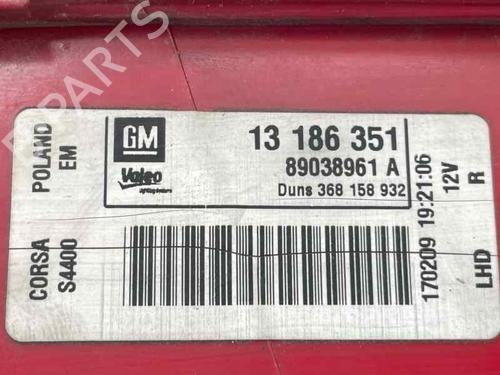 GM
13 186 351
Valeo
89038961 A
Duns 368 158 932
POLAND
EM
CORSA
S4400
170209 19:21:06
12V
R
LHD
PARTS